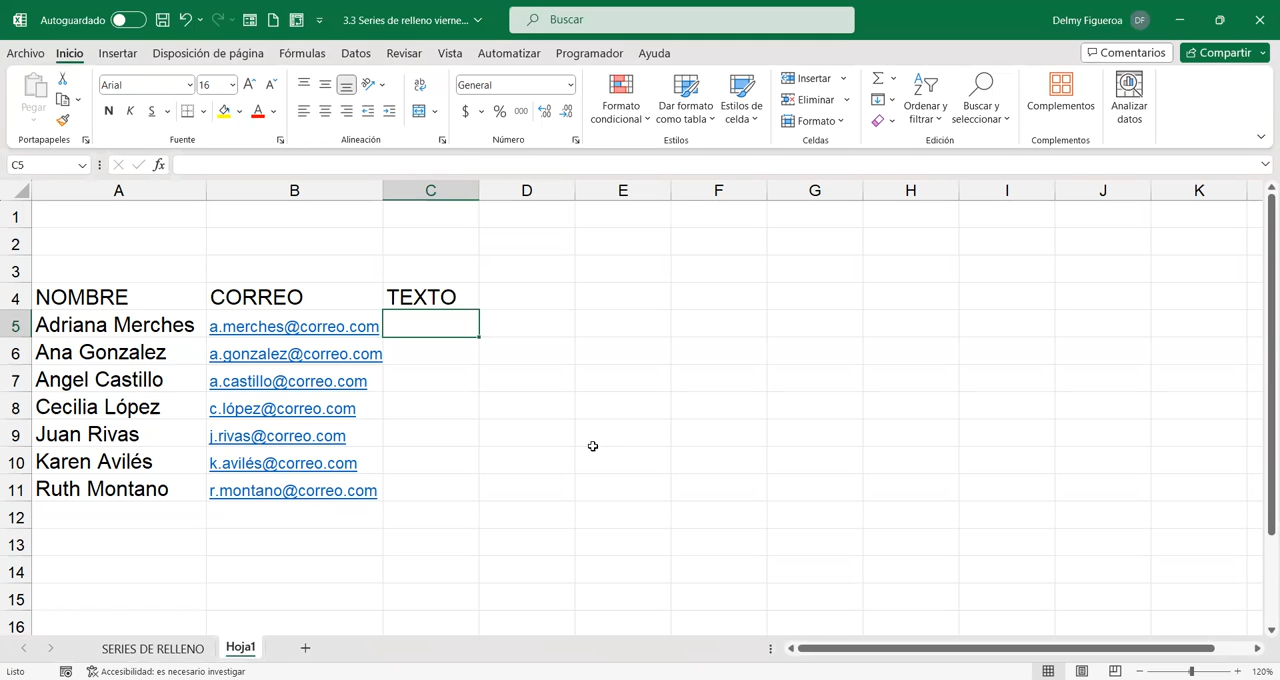 Autoguardado 3.3 Series de relleno vierne... Buscar Delmy Figueroa DF
Archivo Inicio Insertar Disposición de página Fórmulas Datos Revisar Vista Automatizar Programador Ayuda Comentarios Compartir
Pegar
Portapapeles
Arial 16
N K S
Fuente
Alineación
General
$ % 000
Número
Formato condicional
Dar formato como tabla
Estilos de celda
Estilos
Insertar
Eliminar
Formato
Celdas
Ordenar y filtrar
Buscar y seleccionar
Edición
Complementos
Complementos
Analizar datos
C5 fx
A B C D E F G H I J K
1
2
3
4 NOMBRE CORREO TEXTO
5 Adriana Merches a.merches@correo.com
6 Ana Gonzalez a.gonzalez@correo.com
7 Angel Castillo a.castillo@correo.com
8 Cecilia López c.lópez@correo.com
9 Juan Rivas j.rivas@correo.com
10 Karen Avilés k.avilés@correo.com
11 Ruth Montano r.montano@correo.com
12
13
14
15
16
SERIES DE RELLENO Hoja1
Listo Accesibilidad: es necesario investigar 120%